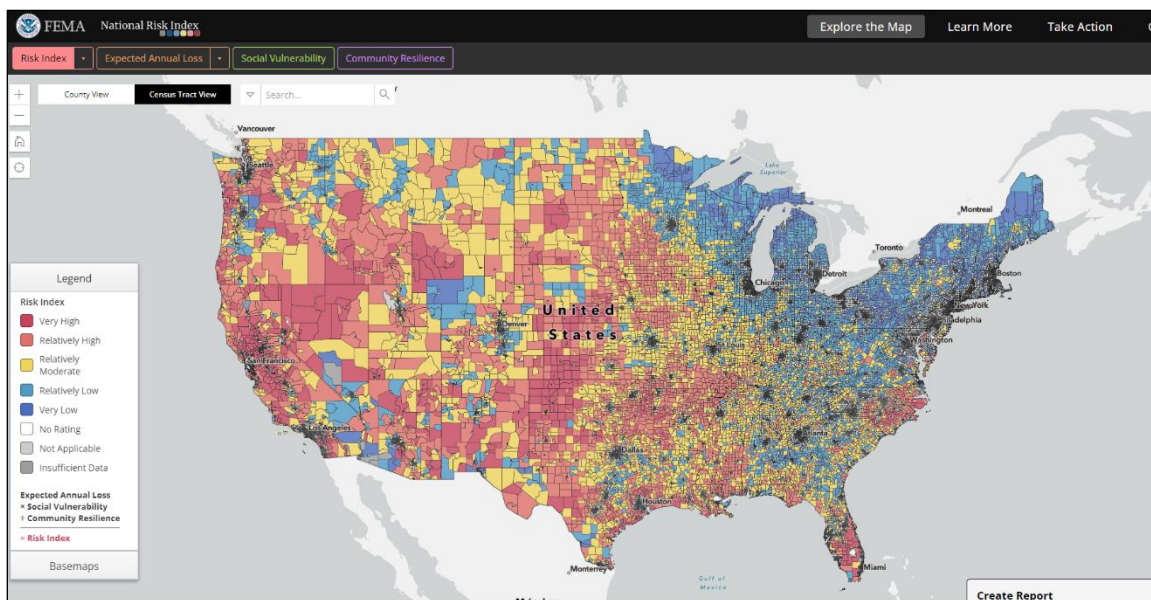 FEMA National Risk Index
Explore the Map Learn More Take Action
Risk Index Expected Annual Loss Social Vulnerability Community Resilience
County View Census Tract View Search...
Vancouver
Seattle
Lake
Superior
Montreal
Toronto
Boston
Detroit
Chicago
New York
Philadelphia
Washington
United
States
Denver
San Francisco
Los Angeles
Atlanta
Dallas
Houston
Miami
Monterrey
Gulf of
Mexico
Legend
Risk Index
Very High
Relatively High
Relatively
Moderate
Relatively Low
Very Low
No Rating
Not Applicable
Insufficient Data
Expected Annual Loss
× Social Vulnerability
÷ Community Resilience
= Risk Index
Basemaps
Create Report